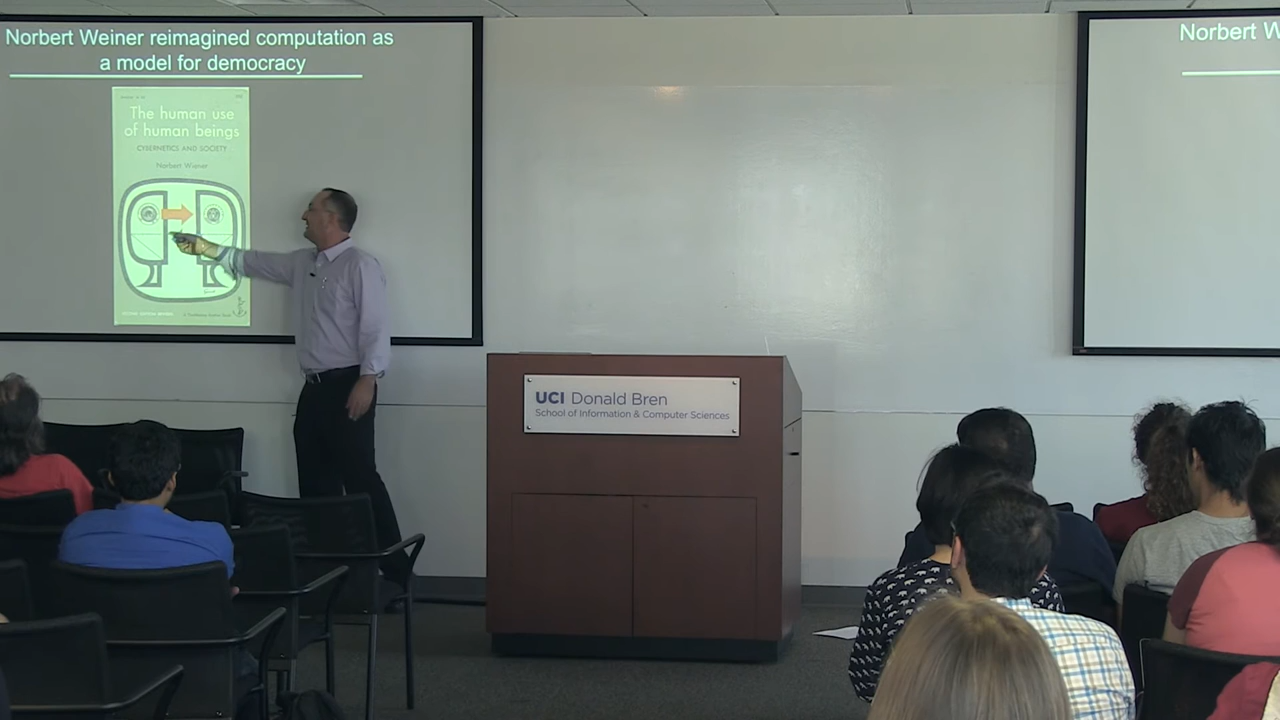 Norbert Weiner reimagined computation as
a model for democracy
The human use
of human beings
CYBERNETICS AND SOCIETY
Norbert Wiener
UCI Donald Bren
School of Information & Computer Sciences
Norbert W